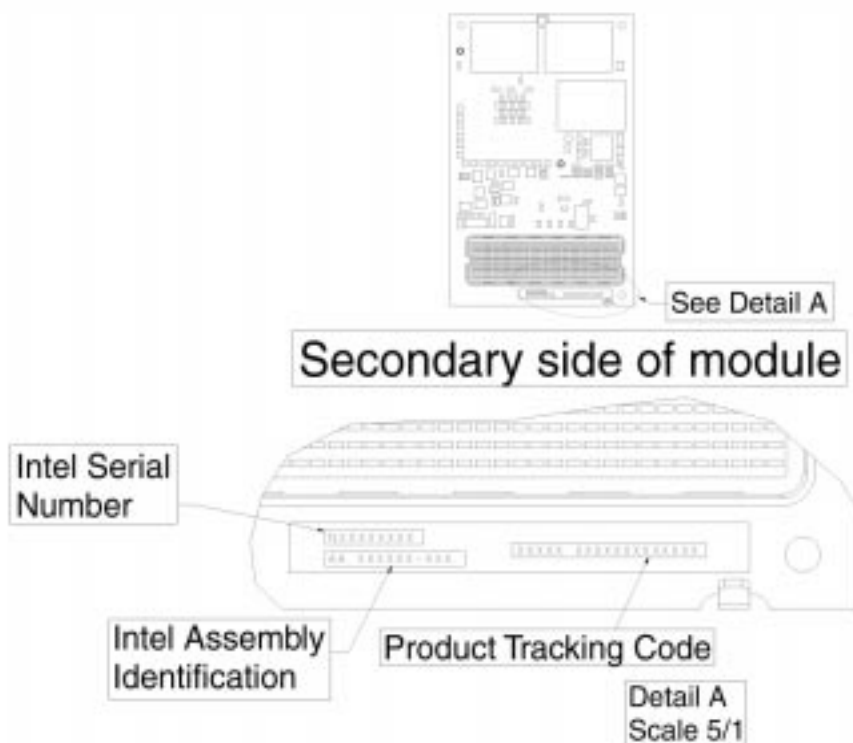 See Detail A
Secondary side of module
Intel Serial
Number
Intel Assembly
Identification
Product Tracking Code
Detail A
Scale 5/1